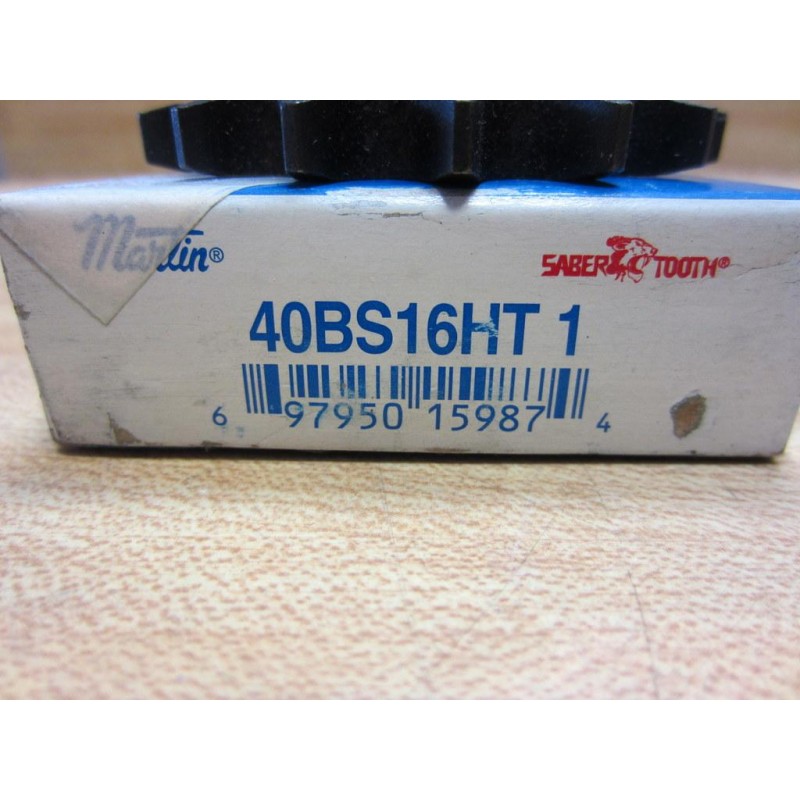 Martin®
SABER TOOTH®
40BS16HT 1
6 97950 15987 4